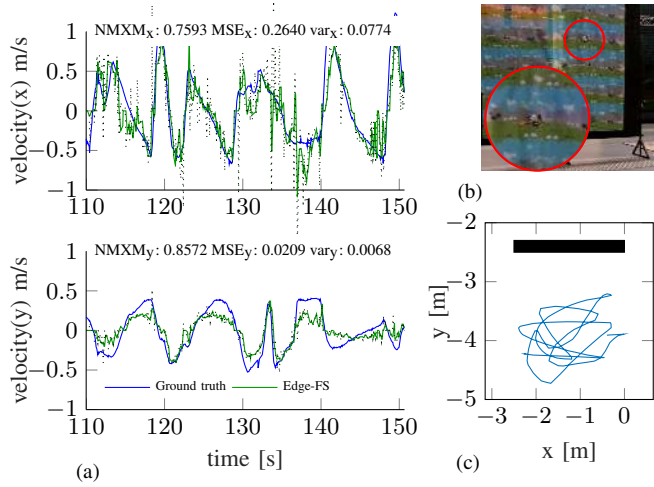 NMXMx: 0.7593 MSEx: 0.2640 varx: 0.0774
velocity(x) m/s
1
0.5
0
−0.5
−1
110 120 130 140 150
(b)
NMXMy: 0.8572 MSEy: 0.0209 vary: 0.0068
velocity(y) m/s
1
0.5
0
−0.5
−1
Ground truth Edge-FS
110 120 130 140 150
time [s]
(a)
y [m]
−2
−3
−4
−5
−3 −2 −1 0
x [m]
(c)